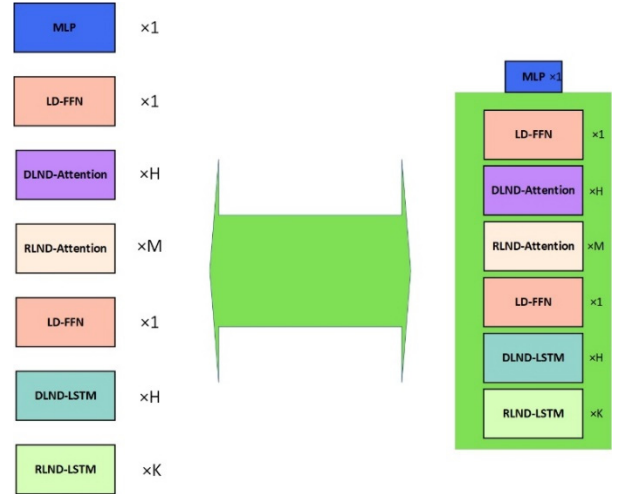 MLP ×1
LD-FFN ×1
DLND-Attention ×H
RLND-Attention ×M
LD-FFN ×1
DLND-LSTM ×H
RLND-LSTM ×K
MLP ×1
LD-FFN ×1
DLND-Attention ×H
RLND-Attention ×M
LD-FFN ×1
DLND-LSTM ×H
RLND-LSTM ×K